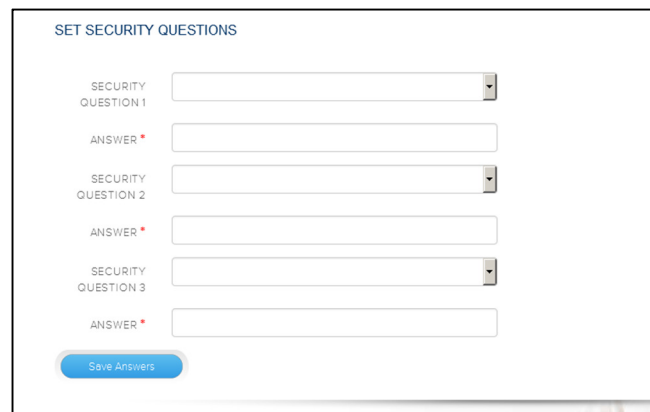 SET SECURITY QUESTIONS
SECURITY
QUESTION 1
ANSWER *
SECURITY
QUESTION 2
ANSWER *
SECURITY
QUESTION 3
ANSWER *
Save Answers